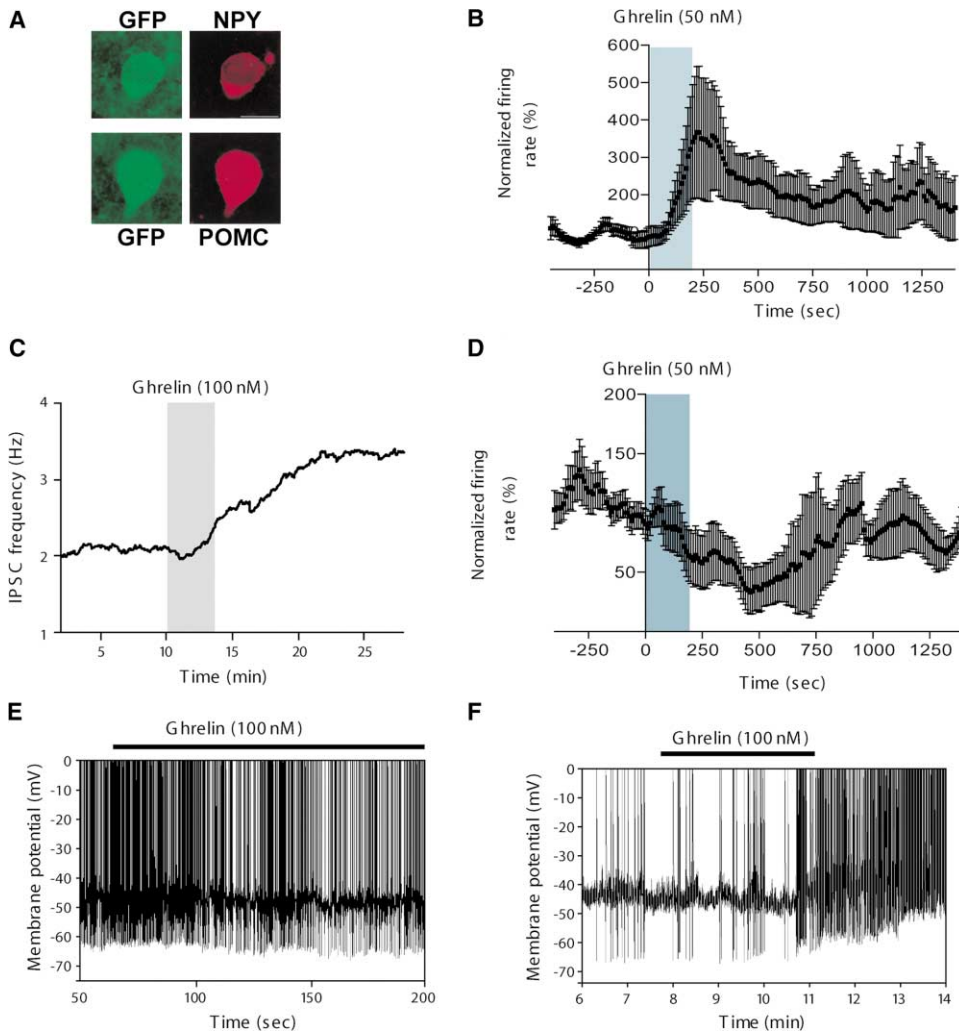 A
GFP NPY
GFP POMC
B
Ghrelin (50 nM)
Normalized firing
rate (%)
600
500
400
300
200
-250 0 250 500 750 1000 1250
Time (sec)
C
Ghrelin (100 nM)
IPSC frequency (Hz)
4
3
2
1
5 10 15 20 25
Time (min)
D
Ghrelin (50 nM)
Normalized firing
rate (%)
200
150
50
-250 0 250 500 750 1000 1250
Time (sec)
E
Ghrelin (100 nM)
Membrane potential (mV)
0
-10
-20
-30
-40
-50
-60
-70
50 100 150 200
Time (sec)
F
Ghrelin (100 nM)
Membrane potential (mV)
0
-10
-20
-30
-40
-50
-60
-70
6 7 8 9 10 11 12 13 14
Time (min)